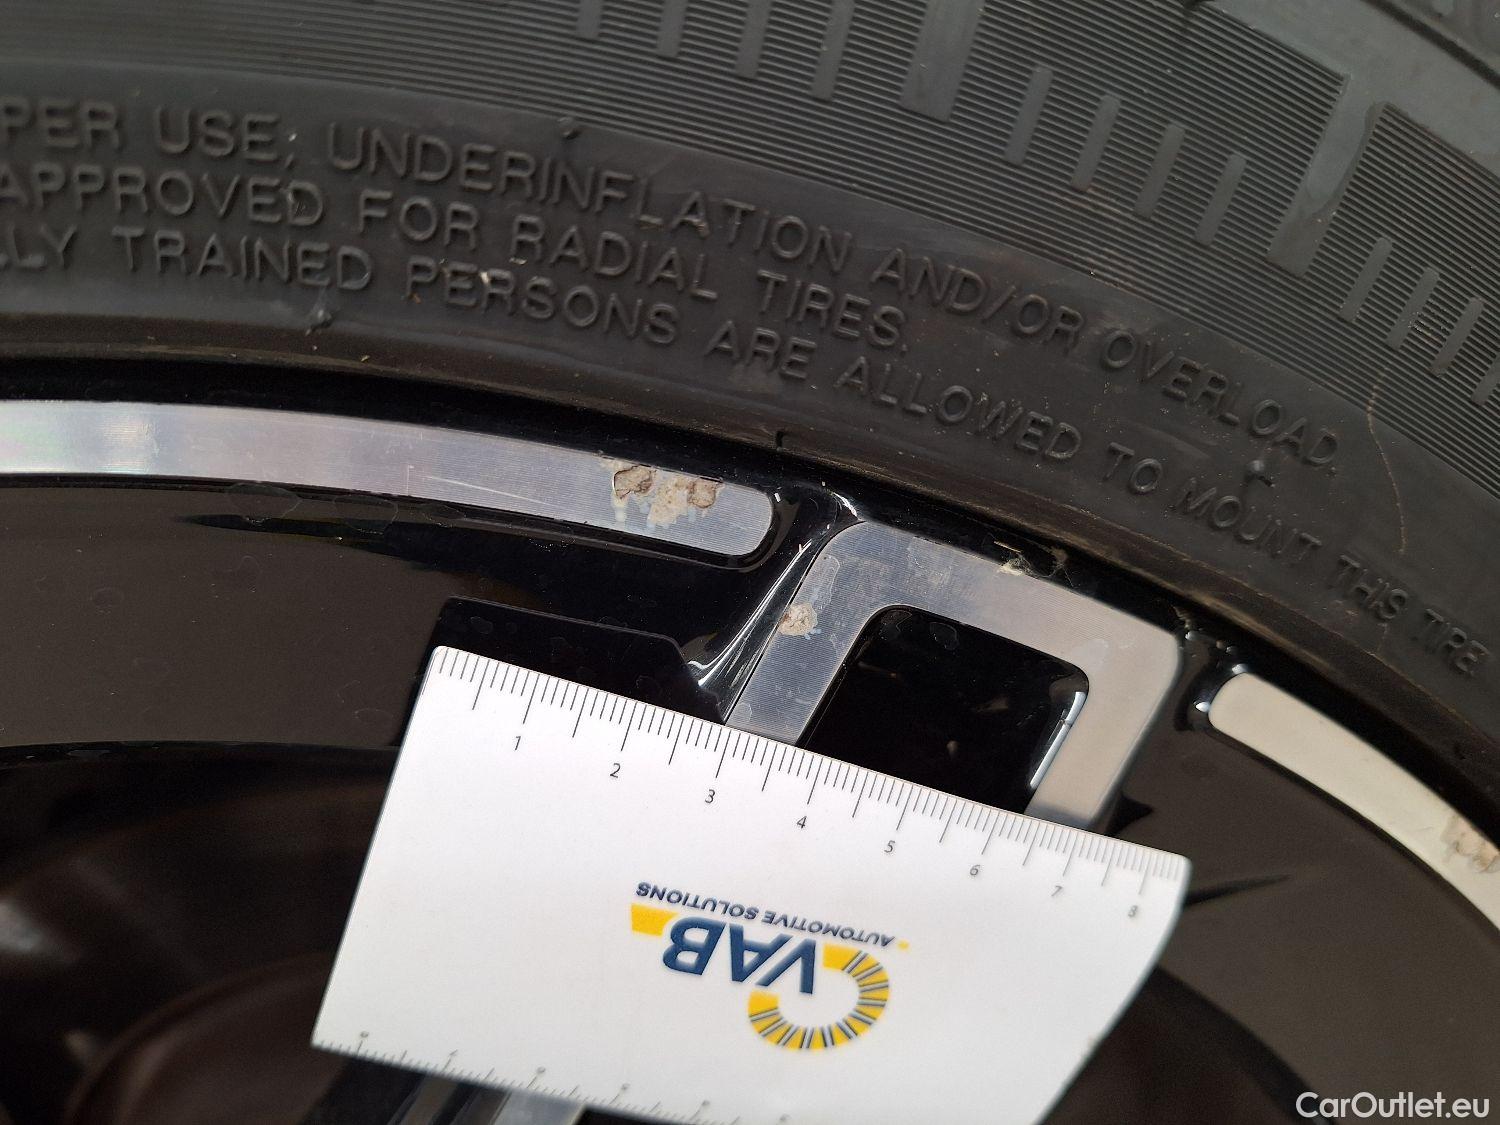 PER USE, UNDERINFLATION AND/OR OVERLOAD.
APPROVED FOR RADIAL TIRES.
LLY TRAINED PERSONS ARE ALLOWED TO MOUNT THIS TIRE.
1 2 3 4 5 6 7 8
VAB
AUTOMOTIVE SOLUTIONS
CarOutlet.eu